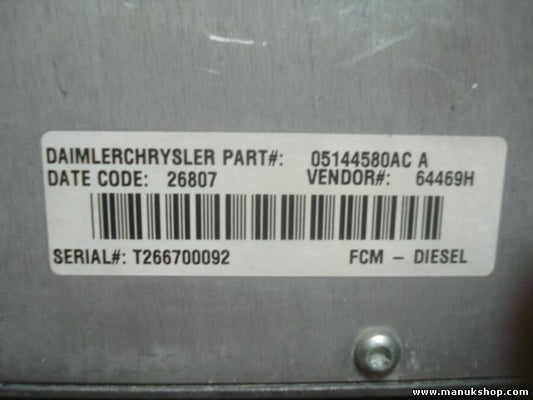 DAIMLERCHRYSLER PART#: 05144580AC A
DATE CODE: 26807 VENDOR#: 64469H
SERIAL#: T266700092 FCM - DIESEL
www.manukshop.com